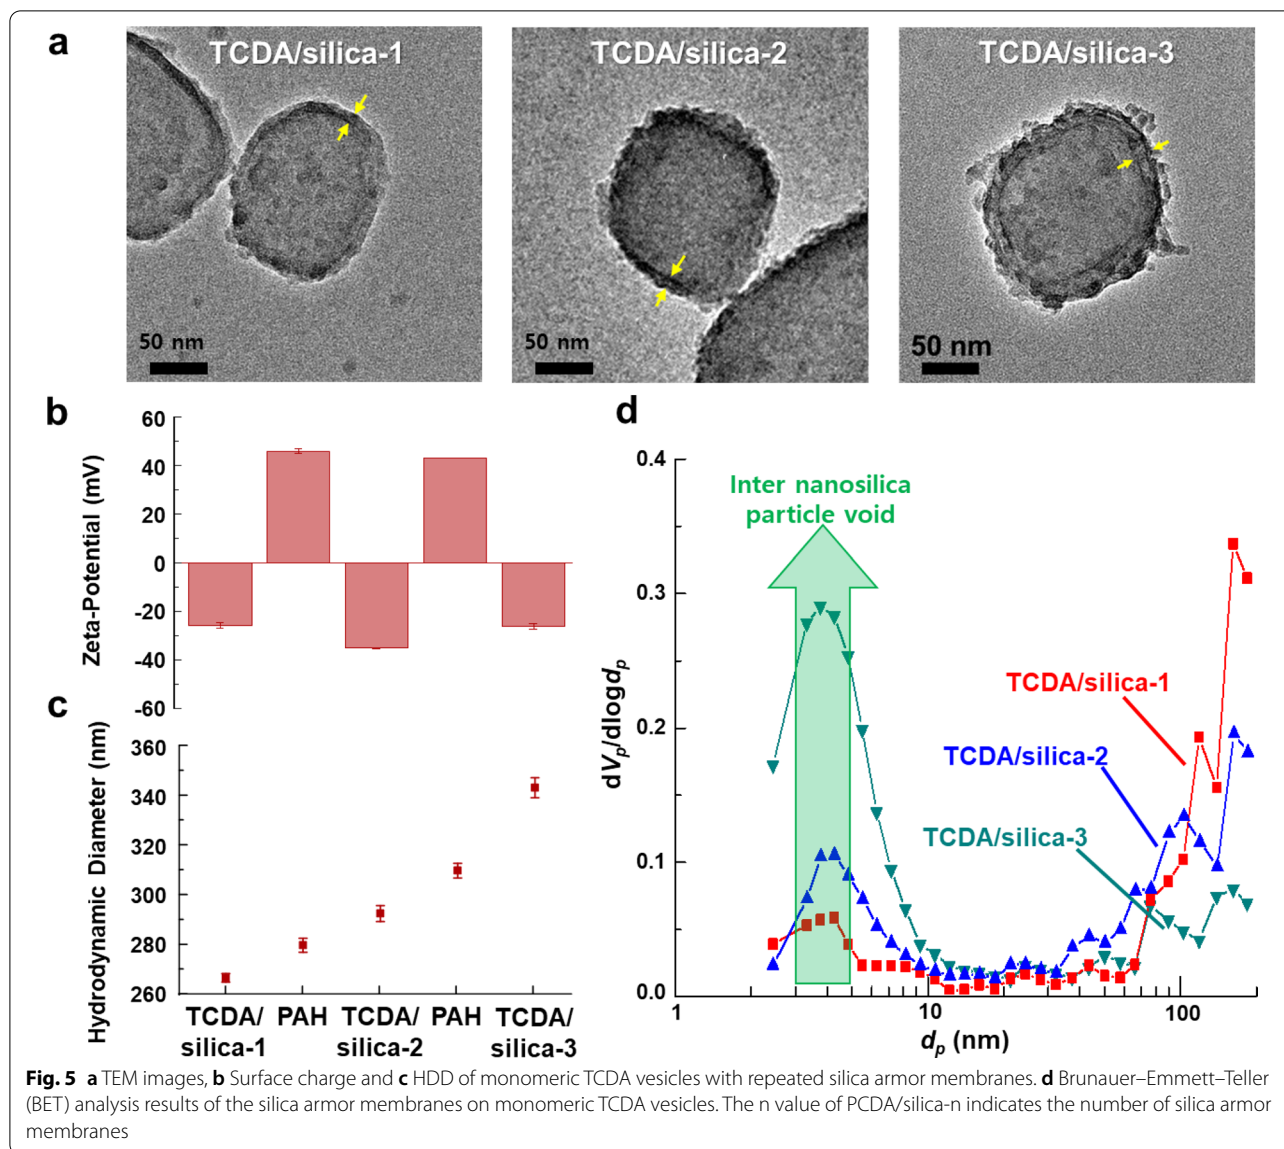 a
TCDA/silica-1
TCDA/silica-2
TCDA/silica-3
50 nm
50 nm
50 nm
b
Zeta-Potential (mV)
60
40
20
0
-20
-40
-60
c
Hydrodynamic Diameter (nm)
360
340
320
300
280
260
TCDA/
silica-1
PAH
TCDA/
silica-2
PAH
TCDA/
silica-3
d
dVp/dlogdp
0.4
0.3
0.2
0.1
0.0
Inter nanosilica
particle void
TCDA/silica-1
TCDA/silica-2
TCDA/silica-3
1
10
100
dp (nm)
Fig. 5 a TEM images, b Surface charge and c HDD of monomeric TCDA vesicles with repeated silica armor membranes. d Brunauer–Emmett–Teller
(BET) analysis results of the silica armor membranes on monomeric TCDA vesicles. The n value of PCDA/silica-n indicates the number of silica armor
membranes